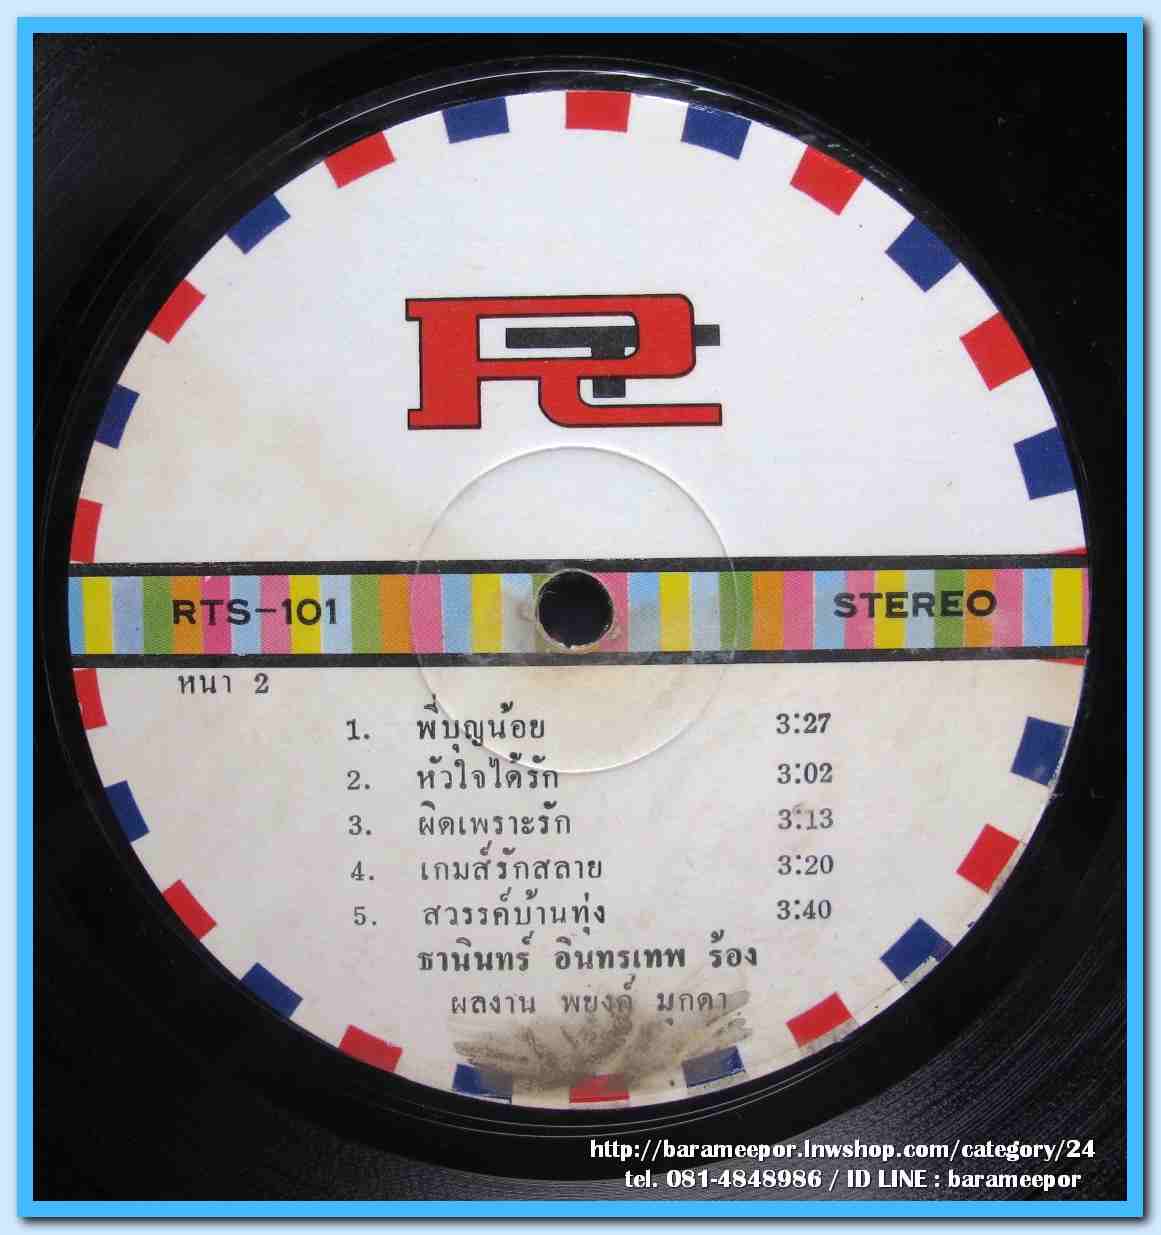 RTS-101 STEREO
หนา 2
1. พี่บุญน้อย 3:27
2. หัวใจได้รัก 3:02
3. ผิดเพราะรัก 3:13
4. เกมส์รักสลาย 3:20
5. สวรรค์บ้านทุ่ง 3:40
ธานินทร์ อินทรเทพ ร้อง
ผลงาน พยงค์ มุกดา
http://barameepor.lnwshop.com/category/24
tel. 081-4848986 / ID LINE : barameepor